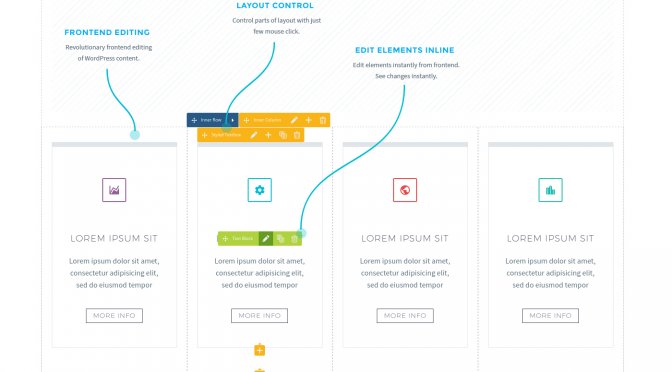 LAYOUT CONTROL
Control parts of layout with just
few mouse click.
FRONTEND EDITING
Revolutionary frontend editing
of WordPress content.
EDIT ELEMENTS INLINE
Edit elements instantly from frontend.
See changes instantly.
Inner Row
Inner Column
Text Block
LOREM IPSUM SIT
Lorem ipsum dolor sit amet,
consectetur adipisicing elit,
sed do eiusmod tempor
MORE INFO
LOREM IPSUM SIT
Lorem ipsum dolor sit amet,
consectetur adipisicing elit,
sed do eiusmod tempor
MORE INFO
LOREM IPSUM SIT
Lorem ipsum dolor sit amet,
consectetur adipisicing elit,
sed do eiusmod tempor
MORE INFO
LOREM IPSUM SIT
Lorem ipsum dolor sit amet,
consectetur adipisicing elit,
sed do eiusmod tempor
MORE INFO